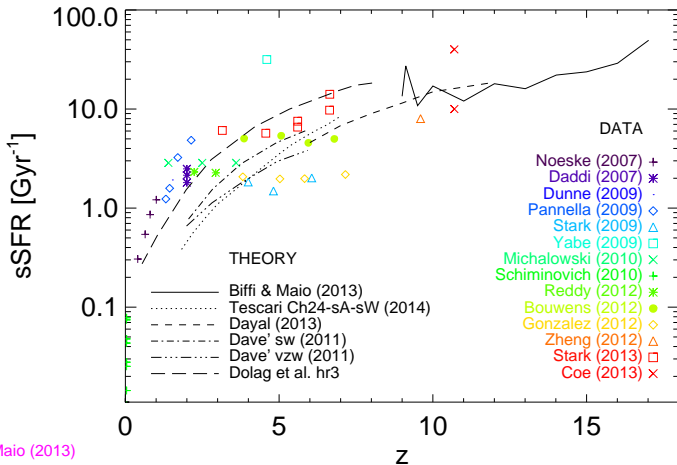 100.0
10.0
1.0
0.1
sSFR [Gyr⁻¹]
0
5
10
15
z
THEORY
Biffi & Maio (2013)
Tescari Ch24-sA-sW (2014)
Dayal (2013)
Dave' sw (2011)
Dave' vzw (2011)
Dolag et al. hr3
DATA
Noeske (2007)
Daddi (2007)
Dunne (2009)
Pannella (2009)
Stark (2009)
Yabe (2009)
Michalowski (2010)
Schiminovich (2010)
Reddy (2012)
Bouwens (2012)
Gonzalez (2012)
Zheng (2012)
Stark (2013)
Coe (2013)
Maio (2013)